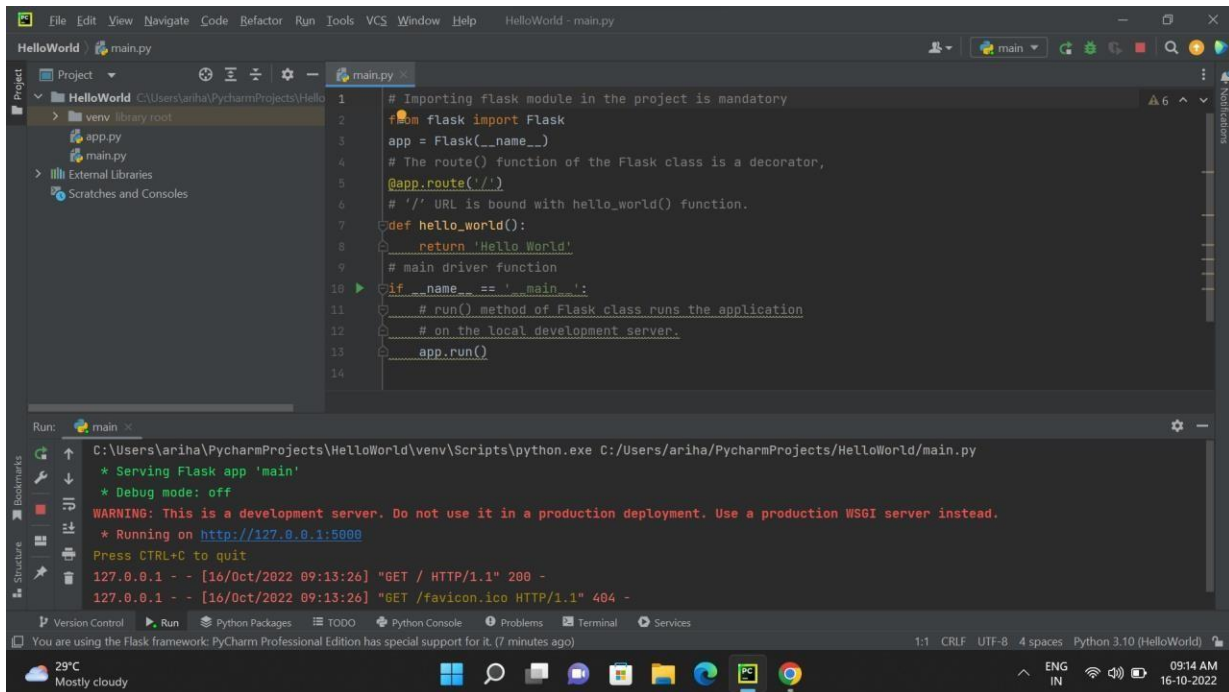 File Edit View Navigate Code Refactor Run Tools VCS Window Help HelloWorld - main.py
HelloWorld main.py
main
Project
Project
main.py
HelloWorld C:\Users\ariha\PycharmProjects\Hello
venv library root
app.py
main.py
External Libraries
Scratches and Consoles
Notifications
6
1 # Importing flask module in the project is mandatory
2 from flask import Flask
3 app = Flask(__name__)
4 # The route() function of the Flask class is a decorator,
5 @app.route('/')
6 # '/' URL is bound with hello_world() function.
7 def hello_world():
8 return 'Hello World'
9 # main driver function
10 if __name__ == '__main__':
11 # run() method of Flask class runs the application
12 # on the local development server.
13 app.run()
14
Run: main
C:\Users\ariha\PycharmProjects\HelloWorld\venv\Scripts\python.exe C:/Users/ariha/PycharmProjects/HelloWorld/main.py
* Serving Flask app 'main'
* Debug mode: off
WARNING: This is a development server. Do not use it in a production deployment. Use a production WSGI server instead.
* Running on http://127.0.0.1:5000
Press CTRL+C to quit
127.0.0.1 - - [16/Oct/2022 09:13:26] "GET / HTTP/1.1" 200 -
127.0.0.1 - - [16/Oct/2022 09:13:26] "GET /favicon.ico HTTP/1.1" 404 -
Bookmarks
Structure
Version Control Run Python Packages TODO Python Console Problems Terminal Services
You are using the Flask framework: PyCharm Professional Edition has special support for it. (7 minutes ago) 1:1 CRLF UTF-8 4 spaces Python 3.10 (HelloWorld)
29°C
Mostly cloudy
ENG
IN
09:14 AM
16-10-2022